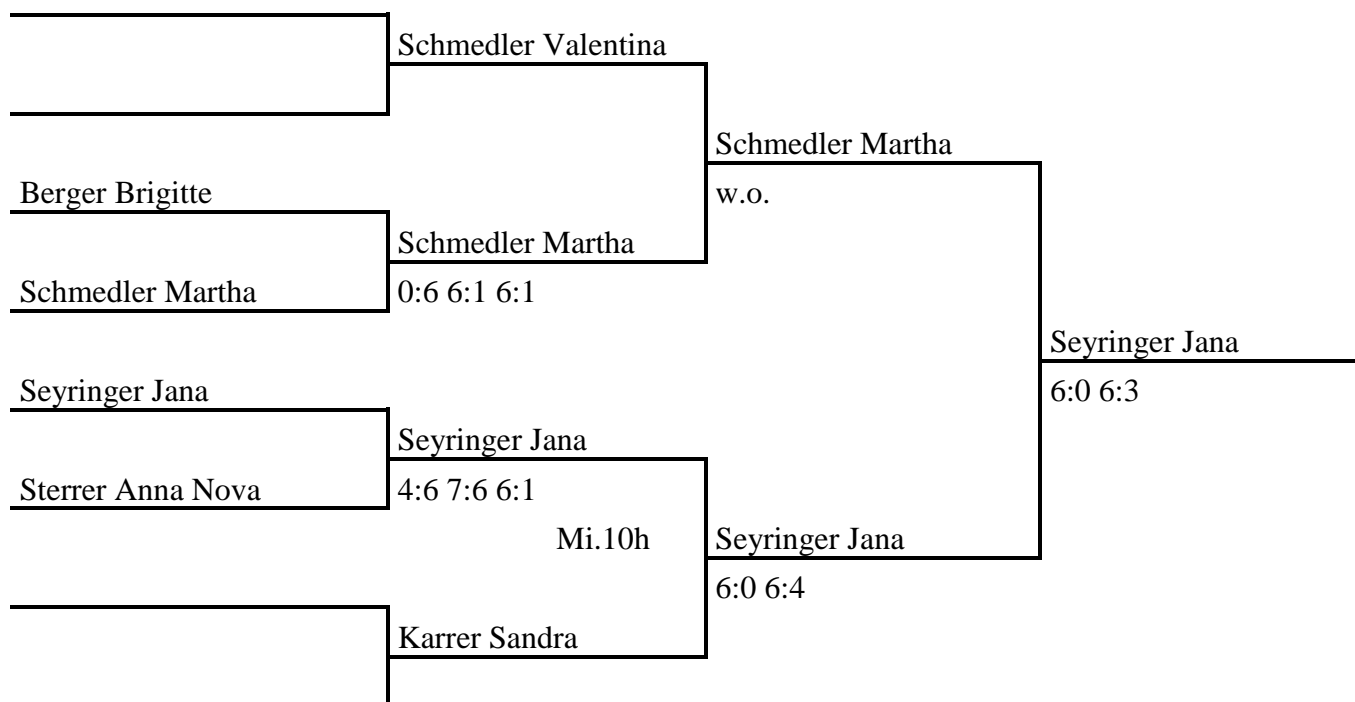 Schmedler Valentina
Schmedler Martha
Berger Brigitte
w.o.
Schmedler Martha
Schmedler Martha
0:6 6:1 6:1
Seyringer Jana
Seyringer Jana
6:0 6:3
Seyringer Jana
Sterrer Anna Nova
4:6 7:6 6:1
Mi.10h
Seyringer Jana
6:0 6:4
Karrer Sandra